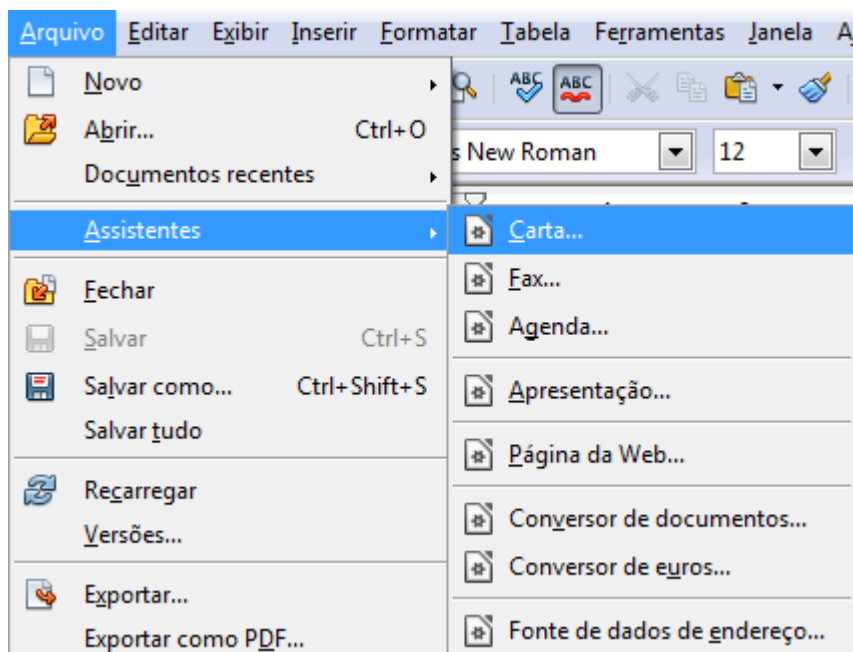 Arquivo Editar Exibir Inserir Formatar Tabela Ferramentas Janela
Novo
ABC ABC
Abrir... Ctrl+O
s New Roman 12
Documentos recentes
Assistentes
Carta...
Fechar
Fax...
Salvar Ctrl+S
Agenda...
Salvar como... Ctrl+Shift+S
Apresentação...
Salvar tudo
Página da Web...
Recarregar
Conversor de documentos...
Versões...
Conversor de euros...
Exportar...
Fonte de dados de endereço...
Exportar como PDF...